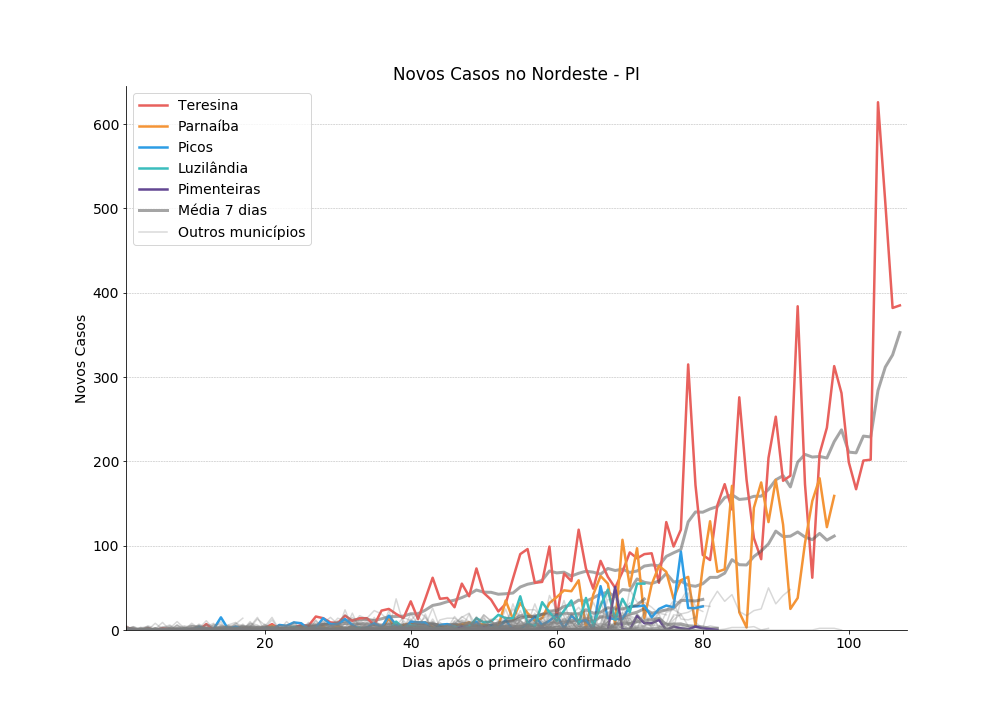 Novos Casos no Nordeste - PI
Teresina
Parnaíba
Picos
Luzilândia
Pimenteiras
Média 7 dias
Outros municípios
600
500
400
300
200
100
0
Novos Casos
20
40
60
80
100
Dias após o primeiro confirmado